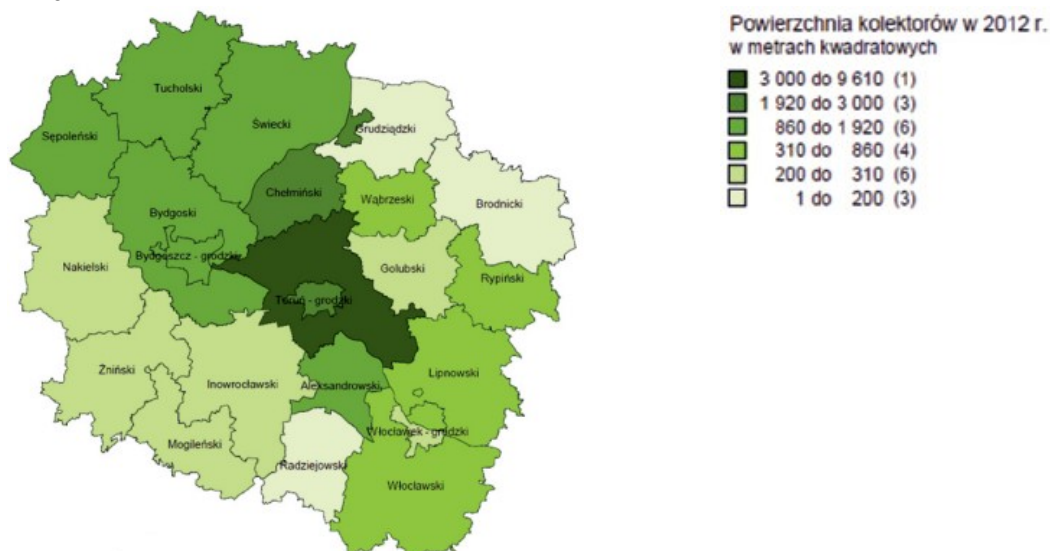 Powierzchnia kolektorów w 2012 r.
w metrach kwadratowych
3 000 do 9 610 (1)
1 920 do 3 000 (3)
860 do 1 920 (6)
310 do 860 (4)
200 do 310 (6)
1 do 200 (3)
Tucholski
Świecki
Sępoleński
Grudziądzki
Chełmiński
Wąbrzeski
Brodnicki
Bydgoski
Bydgoszcz - grodzki
Nakielski
Golubski
Rypiński
Toruń - grodzki
Żniński
Inowrocławski
Aleksandrowski
Lipnowski
Włocławek - grodzki
Mogileński
Radziejowski
Włocławski